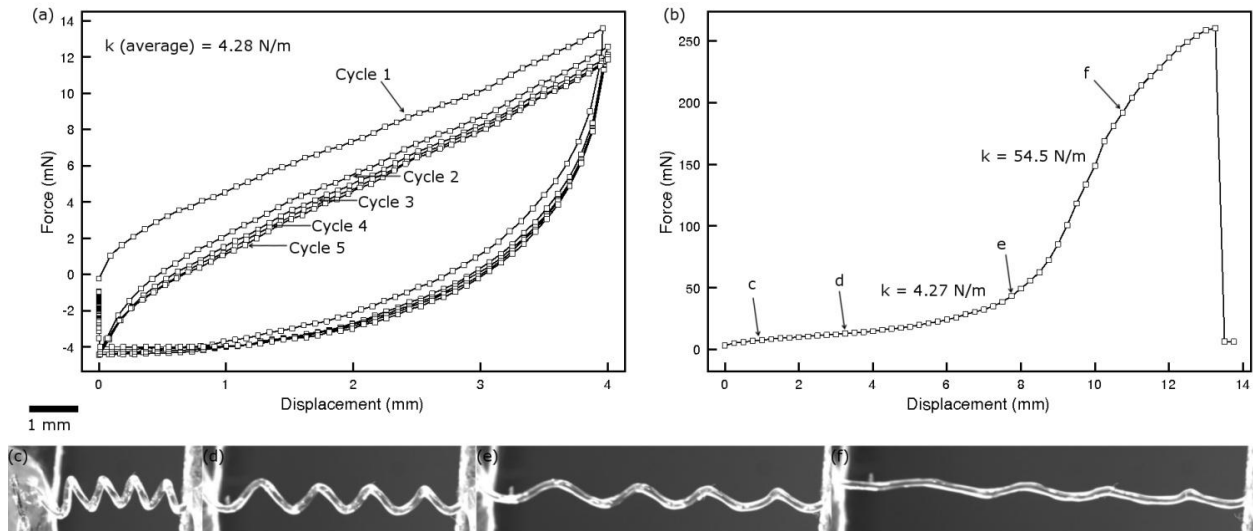 (a)
k (average) = 4.28 N/m
Cycle 1
Cycle 2
Cycle 3
Cycle 4
Cycle 5
Force (mN)
14
12
10
8
6
4
2
0
-2
-4
0
1
2
3
4
Displacement (mm)
1 mm
(b)
f
k = 54.5 N/m
e
k = 4.27 N/m
d
c
Force (mN)
250
200
150
100
50
0
0
2
4
6
8
10
12
14
Displacement (mm)
(c)
(d)
(e)
(f)